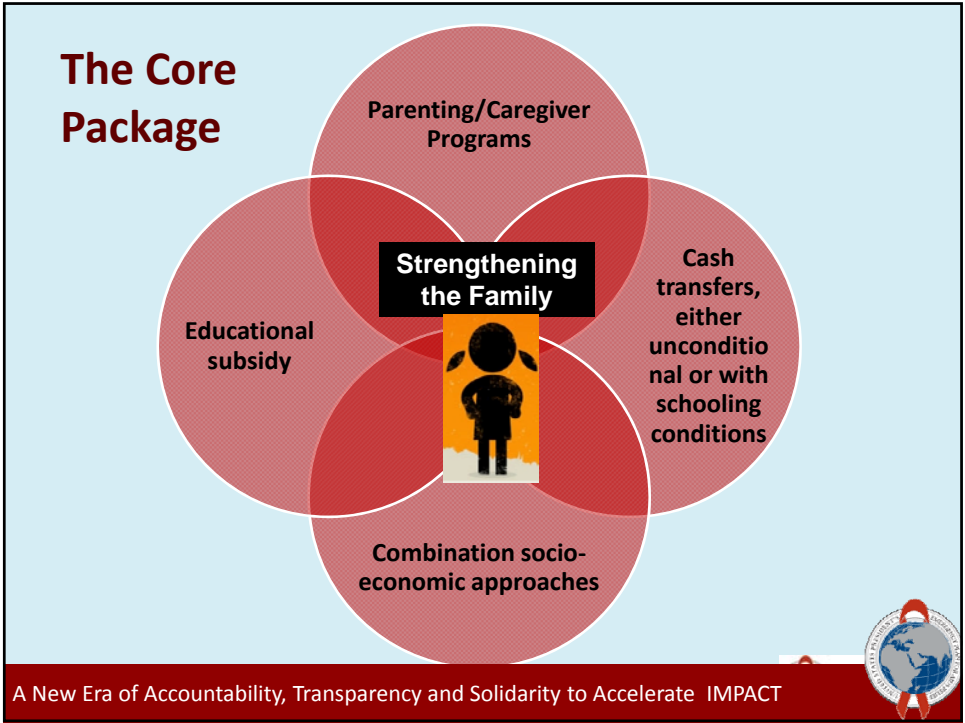 The Core
Package
Parenting/Caregiver
Programs
Strengthening
the Family
Cash
transfers,
either
unconditio
nal or with
schooling
conditions
Educational
subsidy
Combination socio-
economic approaches
A New Era of Accountability, Transparency and Solidarity to Accelerate  IMPACT